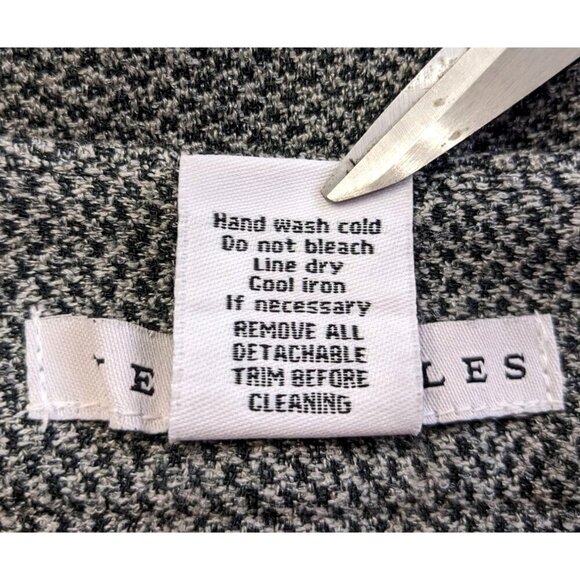 Hand wash cold
Do not bleach
Line dry
Cool iron
If necessary
REMOVE ALL
DETACHABLE
TRIM BEFORE
CLEANING